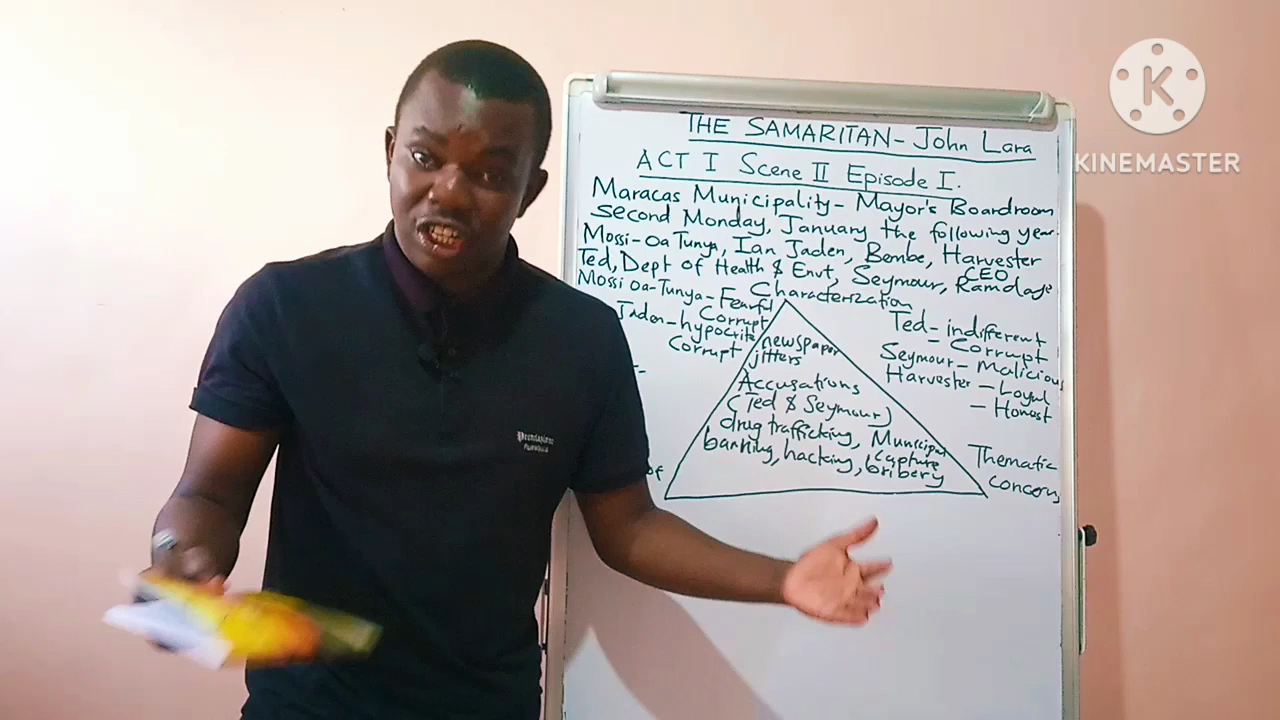 THE SAMARITAN - John Lara
ACT I Scene II Episode I.
Maracas Municipality - Mayor's Boardroom
Second Monday, January the following year.
Mossi-oa Tunya, Ian Jaden, Bembe, Harvester
CEO
Ted, Dept of Health & Envt, Seymour, Ramdaye
Characterization
Mossi oa-Tunya - Fearful
Corrupt
Jaden - hypocrite
Corrupt
newspaper
jitters
Accusations
(Ted & Seymour)
drug trafficking, Municipal
Capture
banning, hacking, bribery
of
Ted - indifferent
- Corrupt
Seymour - Malicious
Harvester - Loyal
- Honest
Thematic
concerns
K
KINEMASTER